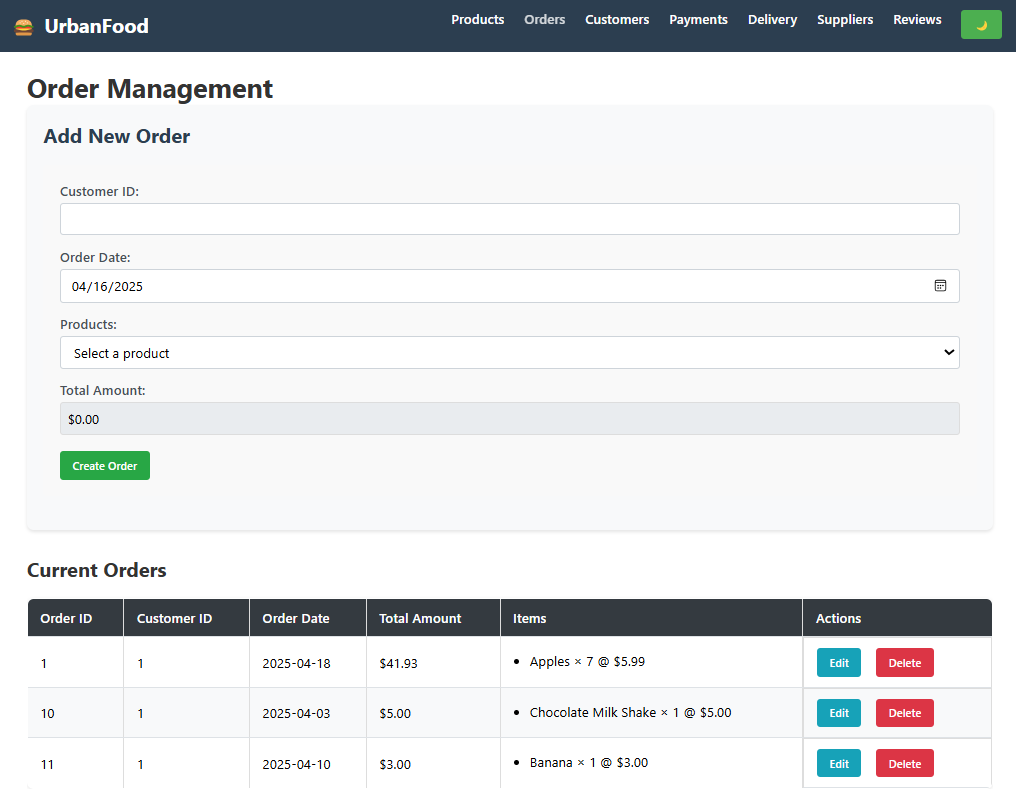 UrbanFood
Products Orders Customers Payments Delivery Suppliers Reviews
Order Management
Add New Order
Customer ID:
Order Date:
04/16/2025
Products:
Select a product
Total Amount:
$0.00
Create Order
Current Orders
Order ID Customer ID Order Date Total Amount Items Actions
1 1 2025-04-18 $41.93 • Apples × 7 @ $5.99 Edit Delete
10 1 2025-04-03 $5.00 • Chocolate Milk Shake × 1 @ $5.00 Edit Delete
11 1 2025-04-10 $3.00 • Banana × 1 @ $3.00 Edit Delete